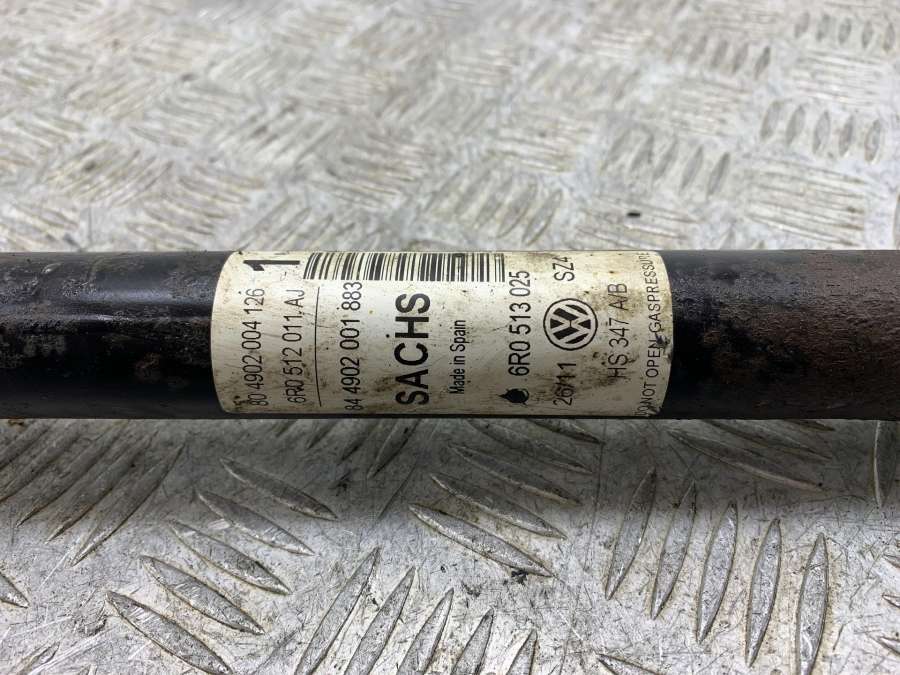 80 4902 004 126
6R0 512 011 AJ
1
84 4902 001 883
SACHS
Made in Spain
6R0 513 025
26/11
SZ4
HS 347 A/B
DO NOT OPEN-GASPRESSURE